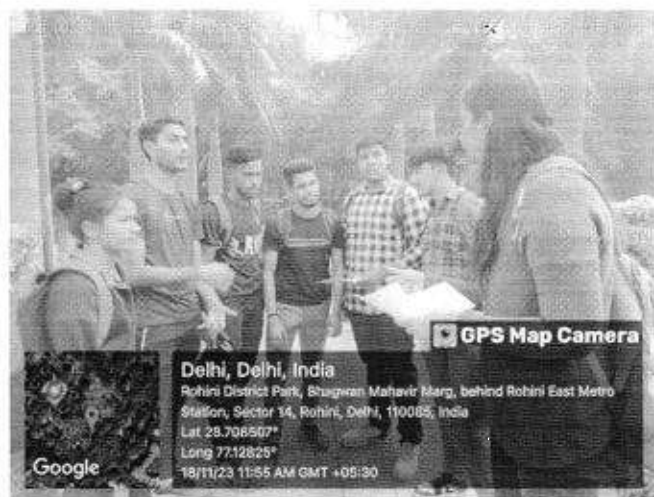 GPS Map Camera
Delhi, Delhi, India
Rohini District Park, Bhagwan Mahavir Marg, behind Rohini East Metro
Station, Sector 14, Rohini, Delhi, 110085, India
Lat 28.706507°
Long 77.12825°
18/11/23 11:55 AM GMT +05:30
Google